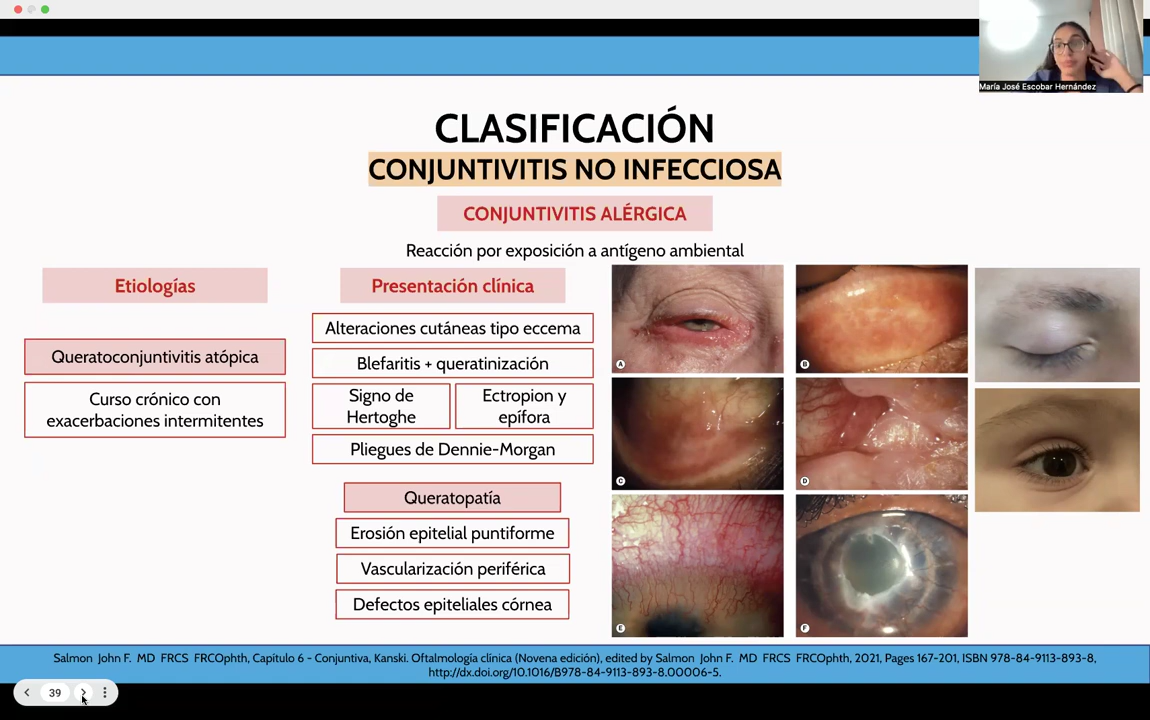 María José Escobar Hernández
CLASIFICACIÓN
CONJUNTIVITIS NO INFECCIOSA
CONJUNTIVITIS ALÉRGICA
Reacción por exposición a antígeno ambiental
Etiologías
Queratoconjuntivitis atópica
Curso crónico con
exacerbaciones intermitentes
Presentación clínica
Alteraciones cutáneas tipo eccema
Blefaritis + queratinización
Signo de
Hertoghe
Ectropion y
epífora
Pliegues de Dennie-Morgan
Queratopatía
Erosión epitelial puntiforme
Vascularización periférica
Defectos epiteliales córnea
A
B
C
D
E
F
Salmon John F. MD FRCS FRCOphth, Capítulo 6 - Conjuntiva, Kanski. Oftalmología clínica (Novena edición), edited by Salmon John F. MD FRCS FRCOphth, 2021, Pages 167-201, ISBN 978-84-9113-893-8,
http://dx.doi.org/10.1016/B978-84-9113-893-8.00006-5.
39